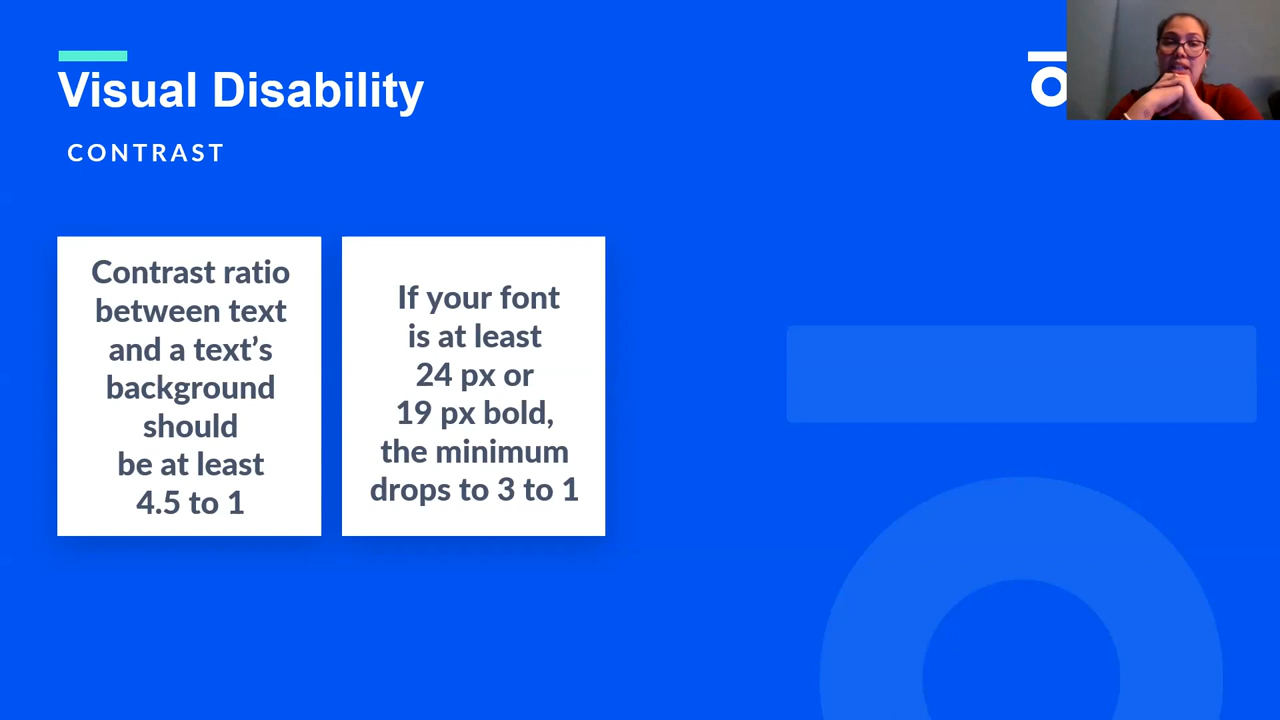 Visual Disability
CONTRAST
Contrast ratio
between text
and a text’s
background
should
be at least
4.5 to 1
If your font
is at least
24 px or
19 px bold,
the minimum
drops to 3 to 1